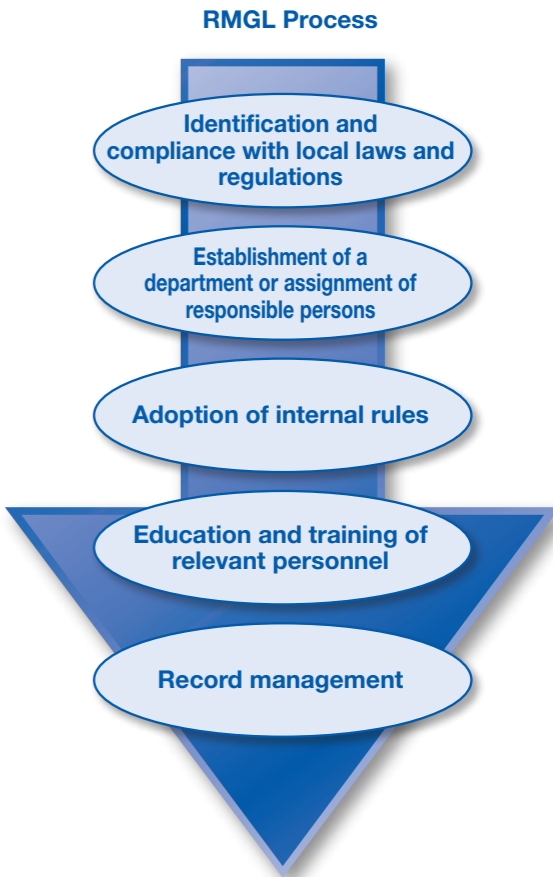 RMGL Process
Identification and
compliance with local laws and
regulations
Establishment of a
department or assignment of
responsible persons
Adoption of internal rules
Education and training of
relevant personnel
Record management